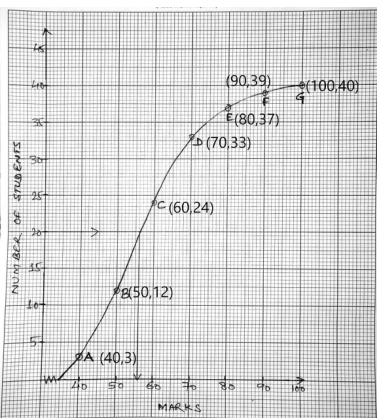 45
40
35
30
25
20
15
10
5
NUMBER OF STUDENTS
(90,39)
F
G (100,40)
E (80,37)
D (70,33)
C (60,24)
B (50,12)
A (40,3)
40 50 60 70 80 90 100
MARKS